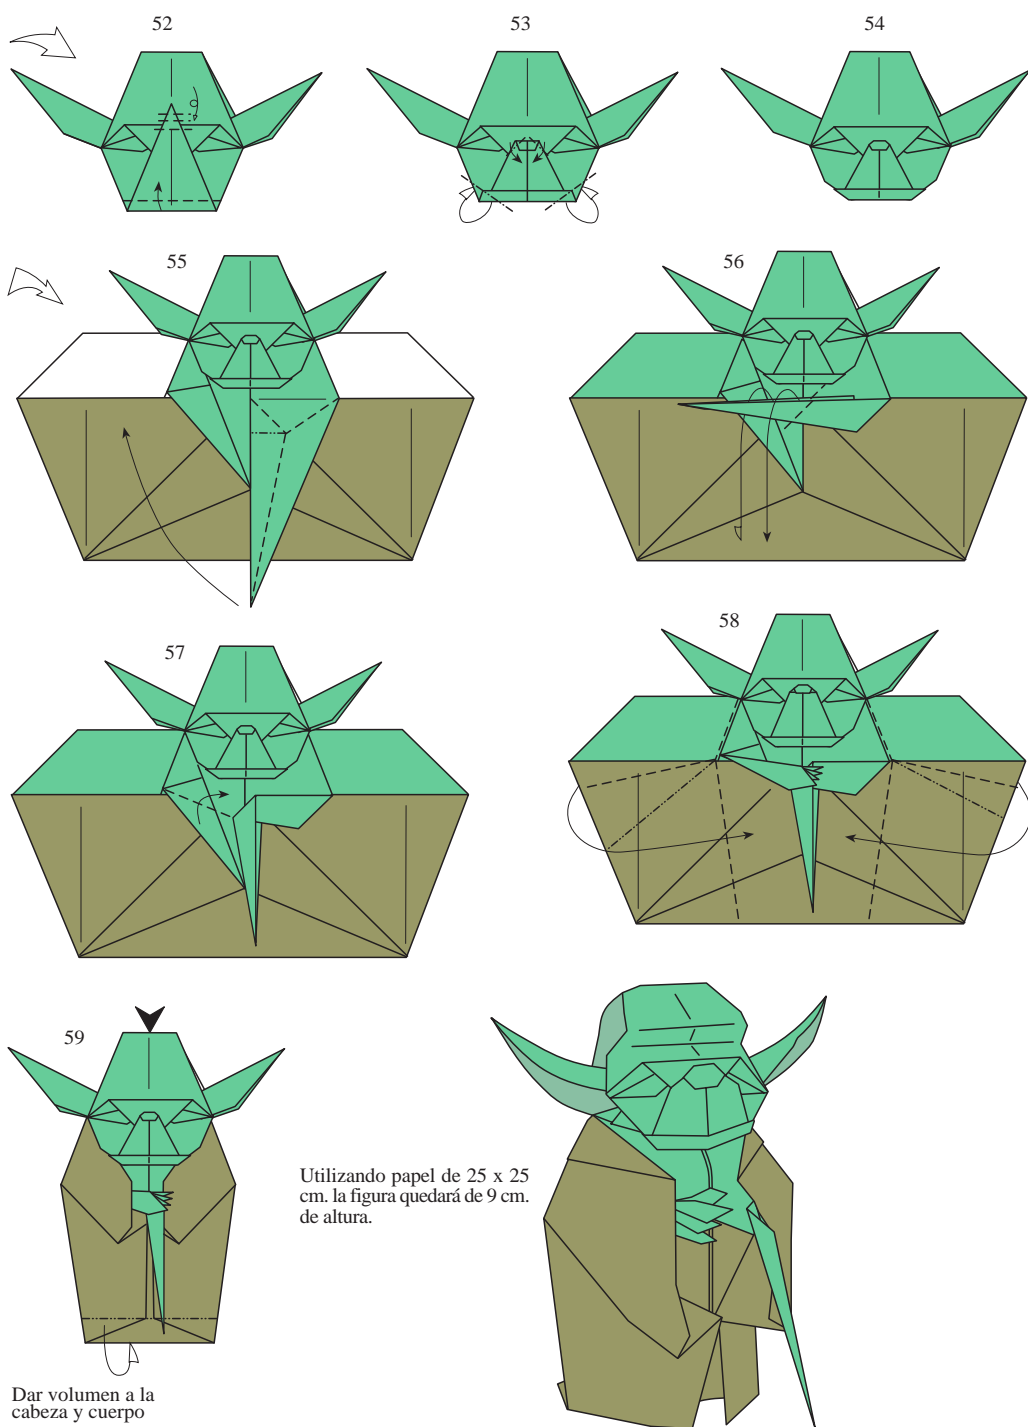 52
53
54
55
56
57
58
59
Utilizando papel de 25 x 25
cm. la figura quedará de 9 cm.
de altura.
Dar volumen a la
cabeza y cuerpo